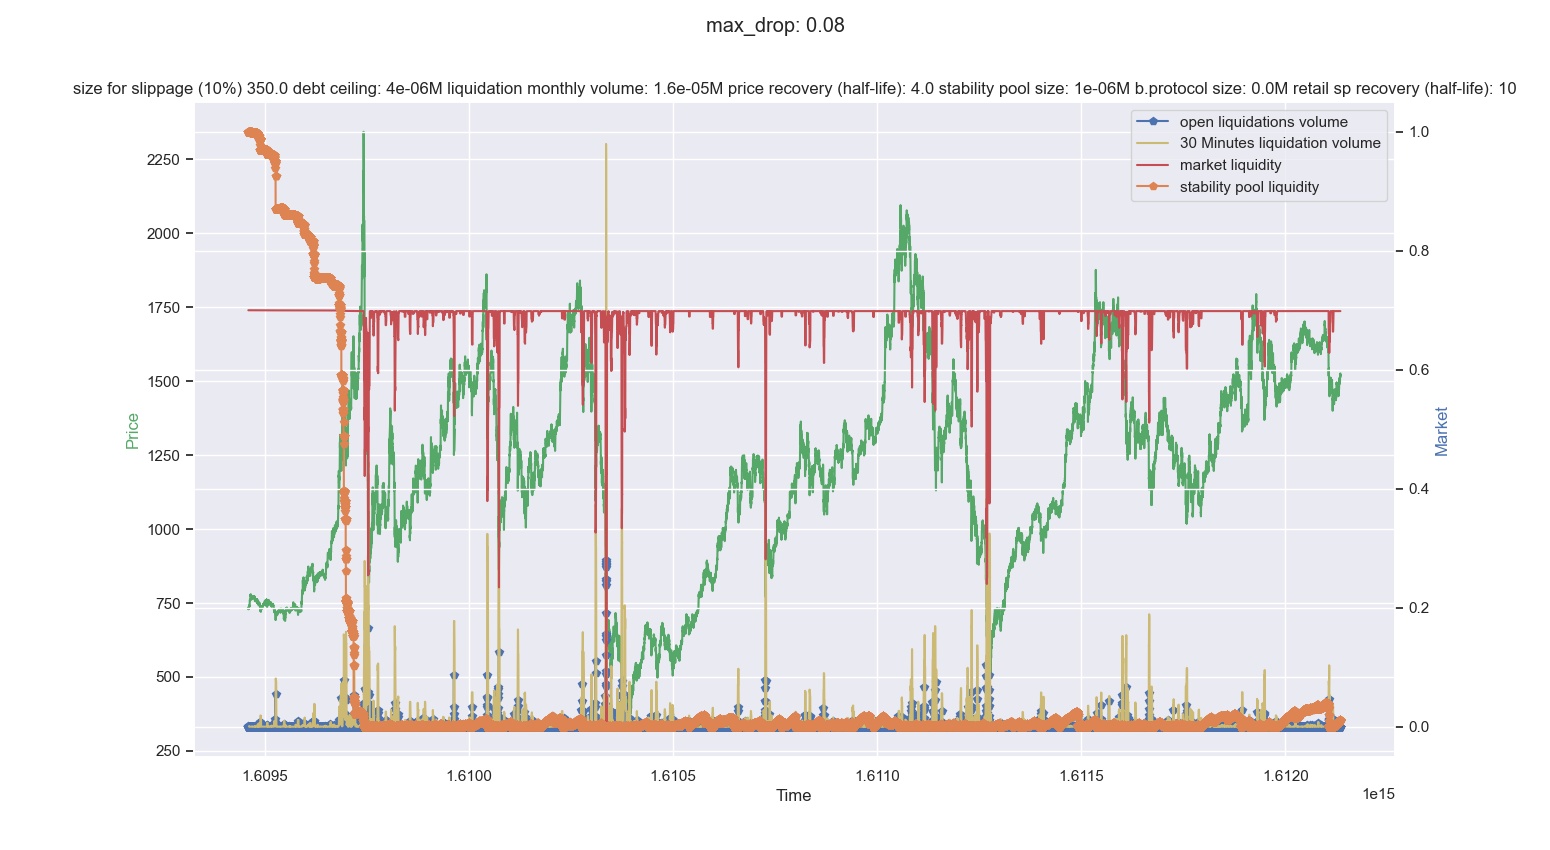 max_drop: 0.08
size for slippage (10%) 350.0 debt ceiling: 4e-06M liquidation monthly volume: 1.6e-05M price recovery (half-life): 4.0 stability pool size: 1e-06M b.protocol size: 0.0M retail sp recovery (half-life): 10
open liquidations volume
30 Minutes liquidation volume
market liquidity
stability pool liquidity
2250
2000
1750
1500
1250
1000
750
500
250
Price
1.0
0.8
0.6
0.4
0.2
0.0
Market
1.6095
1.6100
1.6105
1.6110
1.6115
1.6120
Time
1e15